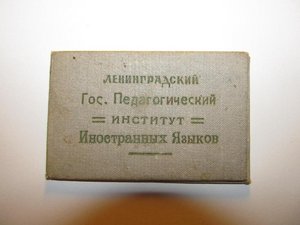 ЛЕНИНГРАДСКИЙ
Гос. Педагогический
= ИНСТИТУТ =
Иностранных Языков